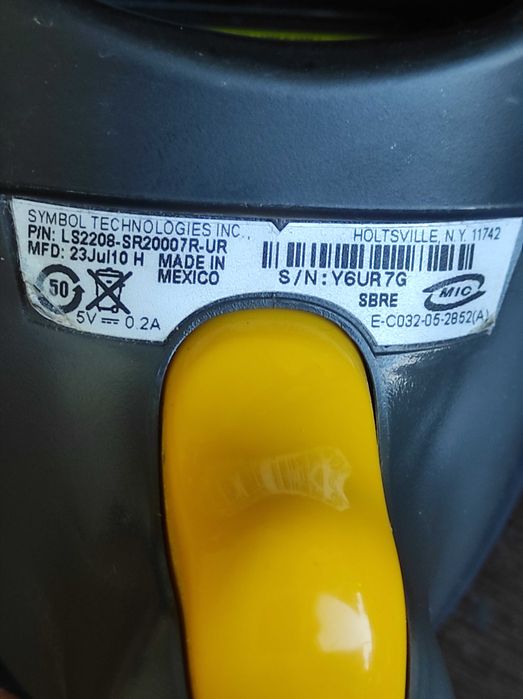 SYMBOL TECHNOLOGIES INC.
P/N: LS2208-SR20007R-UR
MFD: 23Jul10 H MADE IN
MEXICO
50
5V ⎓ 0.2A
HOLTSVILLE, N.Y. 11742
S/N: Y6UR7G
SBRE
MIC
E-C032-05-2852(A)